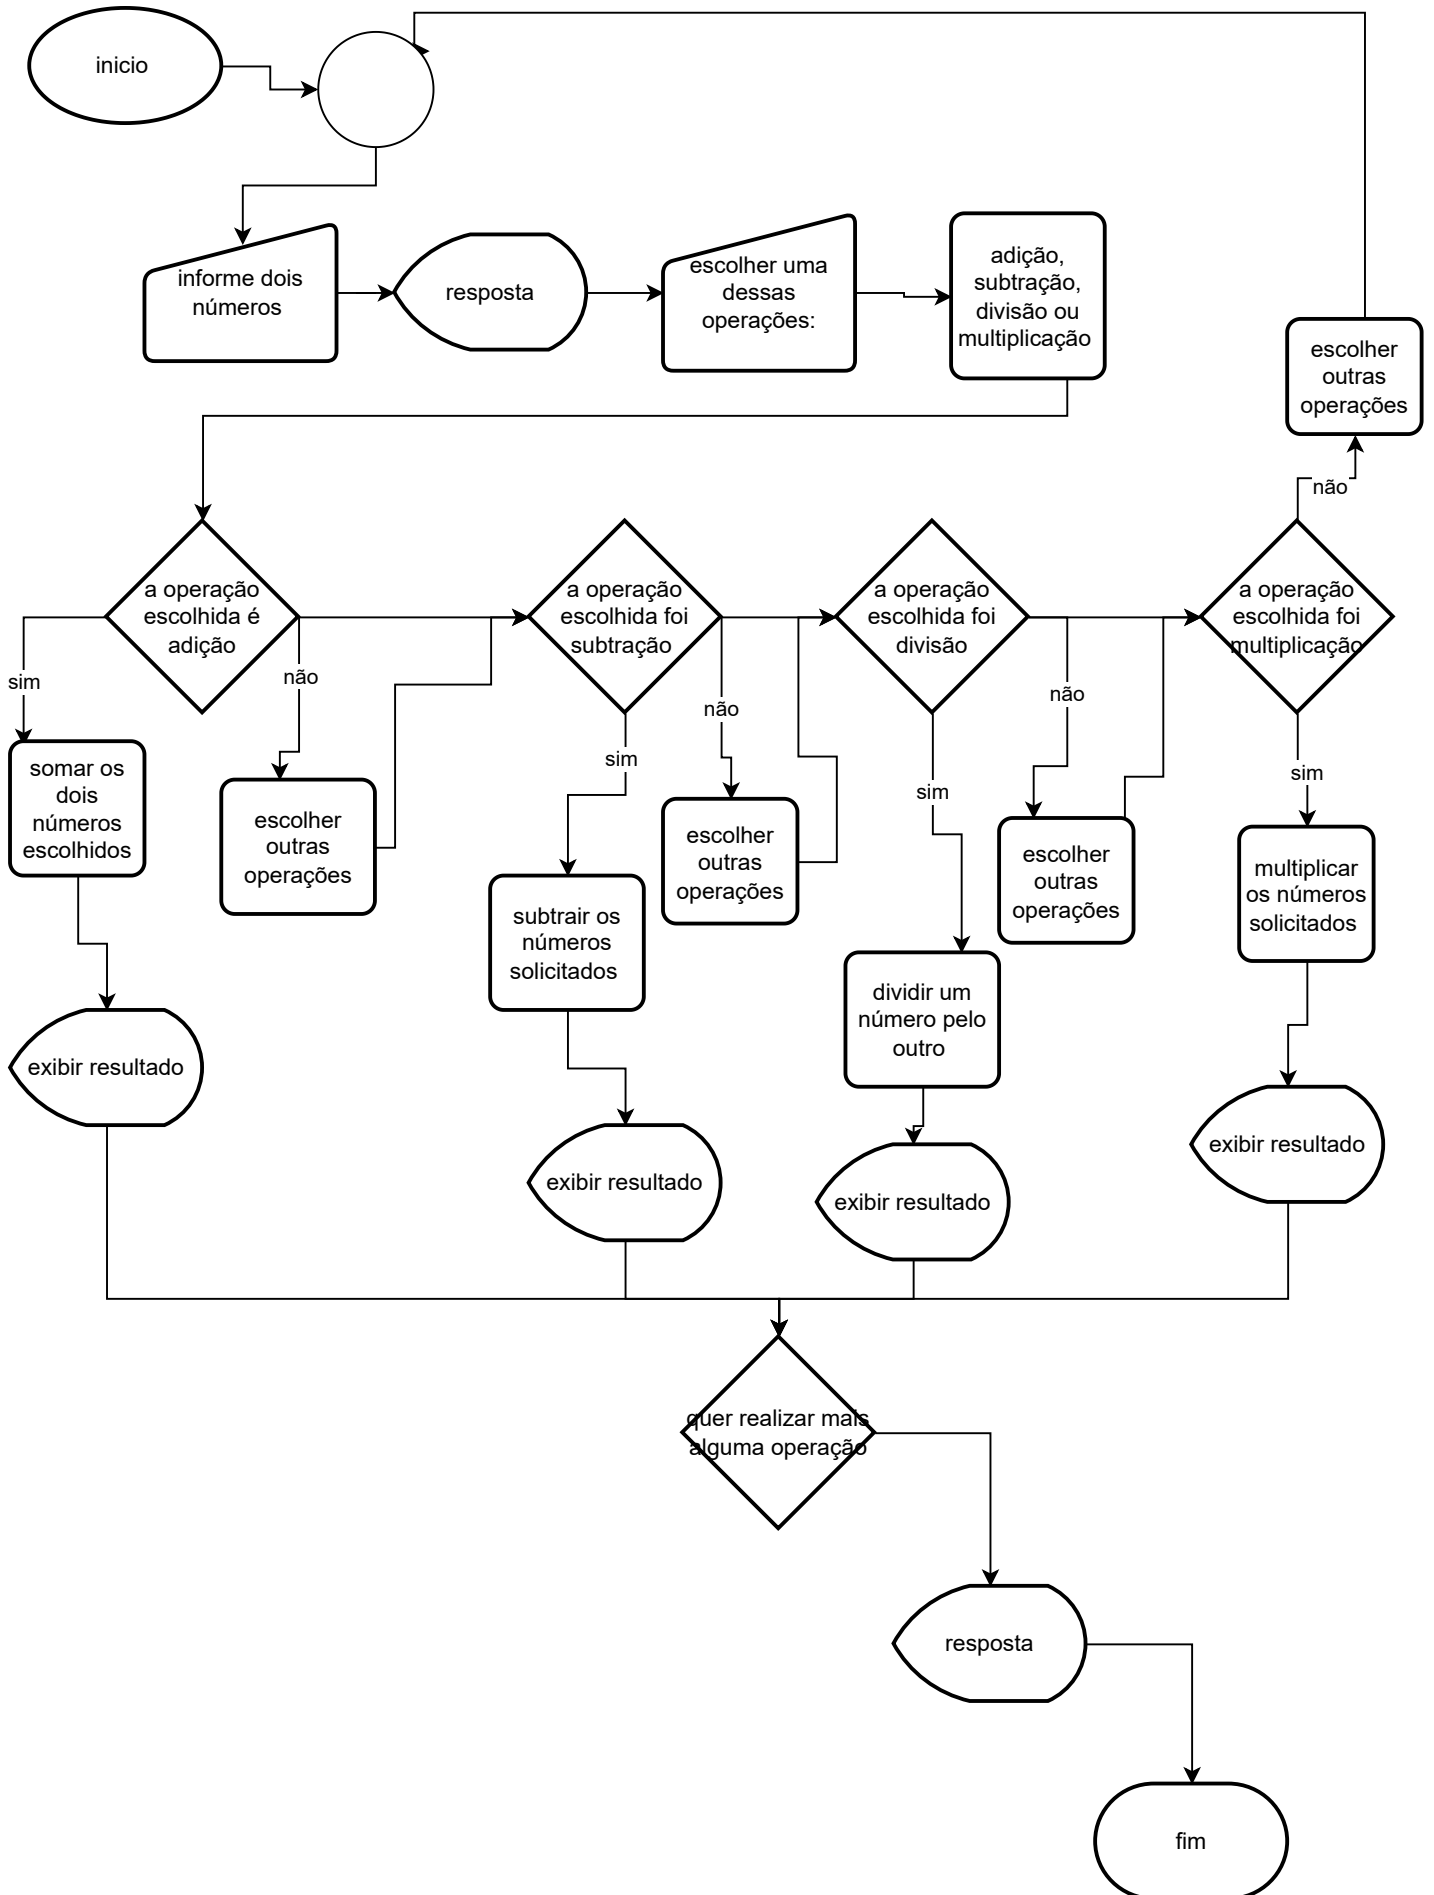 inicio
informe dois
números
resposta
escolher uma
dessas
operações:
adição,
subtração,
divisão ou
multiplicação
escolher
outras
operações
não
a operação
escolhida é
adição
a operação
escolhida foi
subtração
a operação
escolhida foi
divisão
a operação
escolhida foi
multiplicação
sim
não
sim
não
sim
não
sim
somar os
dois
números
escolhidos
escolher
outras
operações
subtrair os
números
solicitados
escolher
outras
operações
dividir um
número pelo
outro
escolher
outras
operações
multiplicar
os números
solicitados
exibir resultado
exibir resultado
exibir resultado
exibir resultado
quer realizar mais
alguma operação
resposta
fim